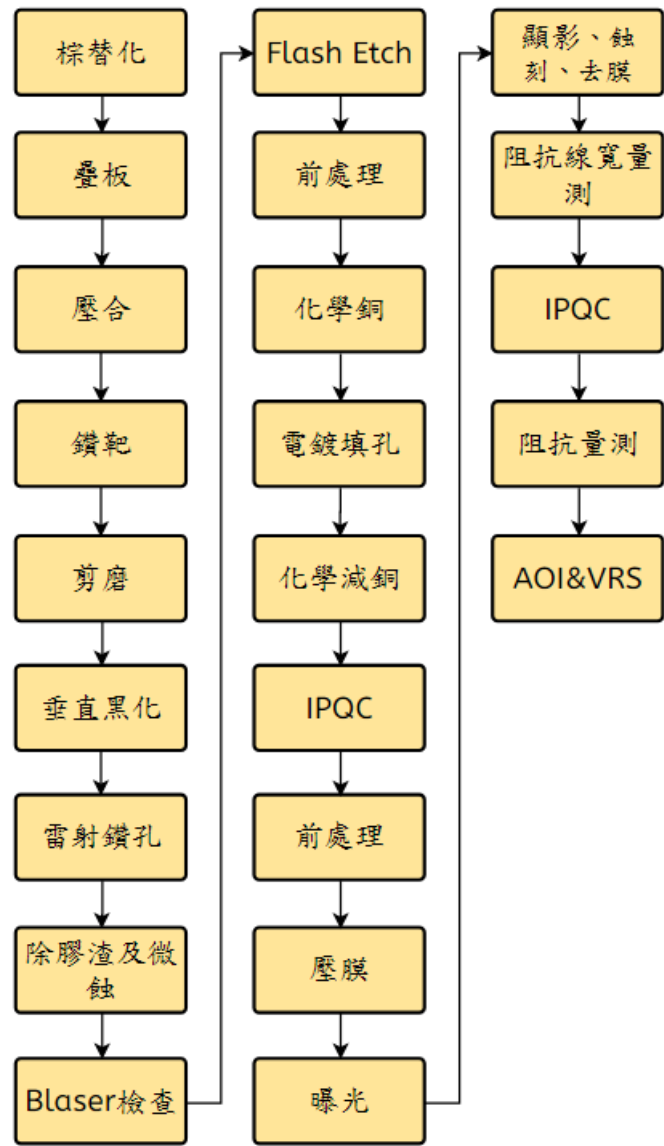 棕替化
疊板
壓合
鑽靶
剪磨
垂直黑化
雷射鑽孔
除膠渣及微
蝕
Blaser檢查
Flash Etch
前處理
化學銅
電鍍填孔
化學減銅
IPQC
前處理
壓膜
曝光
顯影、蝕
刻、去膜
阻抗線寬量
測
IPQC
阻抗量測
AOI&VRS